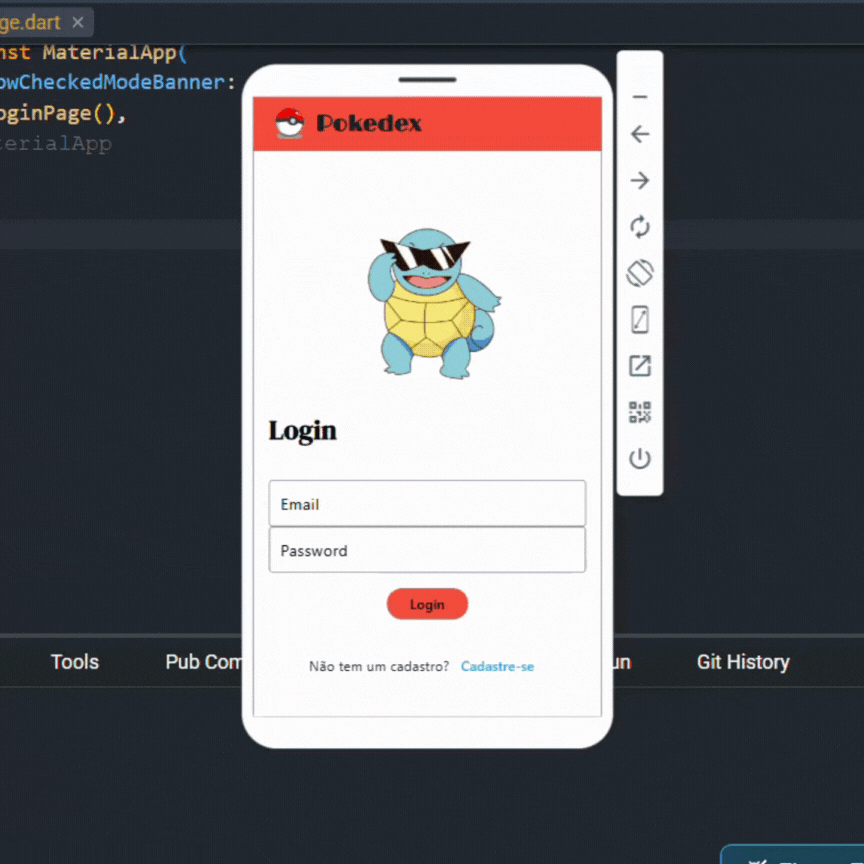 ge.dart ×
nst MaterialApp(
owCheckedModeBanner:
oginPage(),
terialApp
Pokedex
Login
Email
Password
Login
Não tem um cadastro? Cadastre-se
Tools Pub Com un Git History